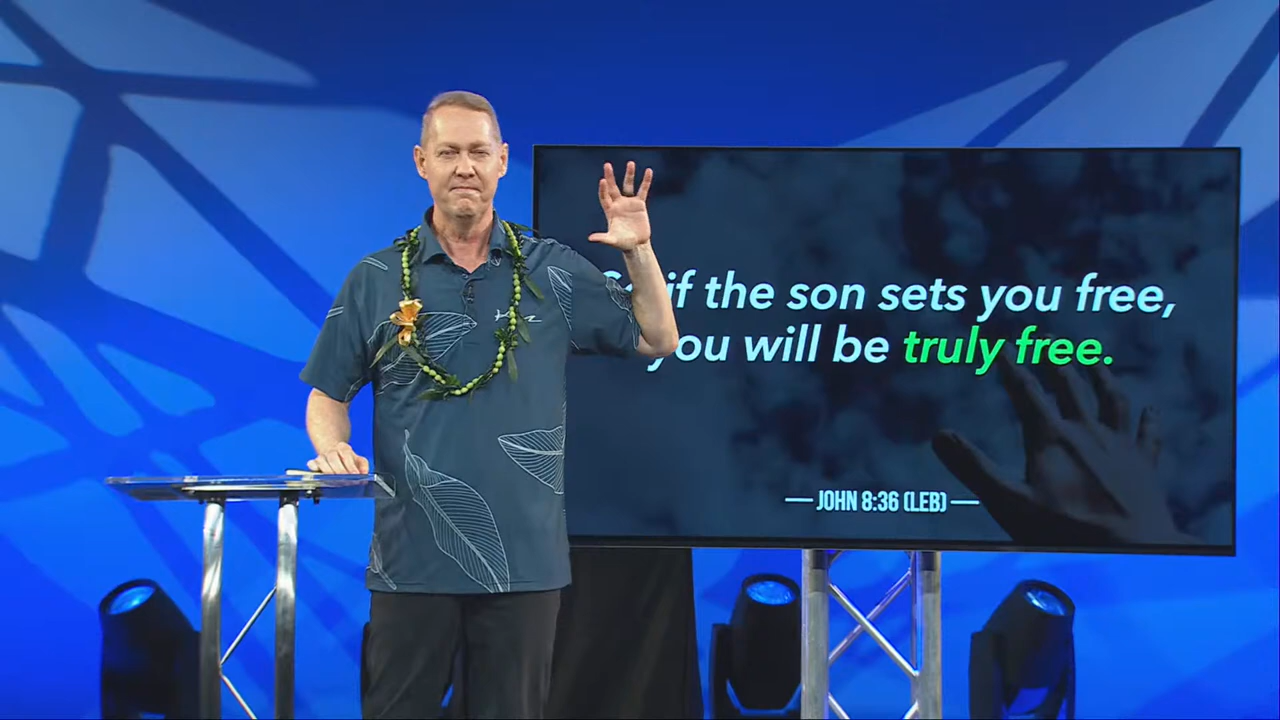 if the son sets you free,
you will be truly free.
JOHN 8:36 (LEB)